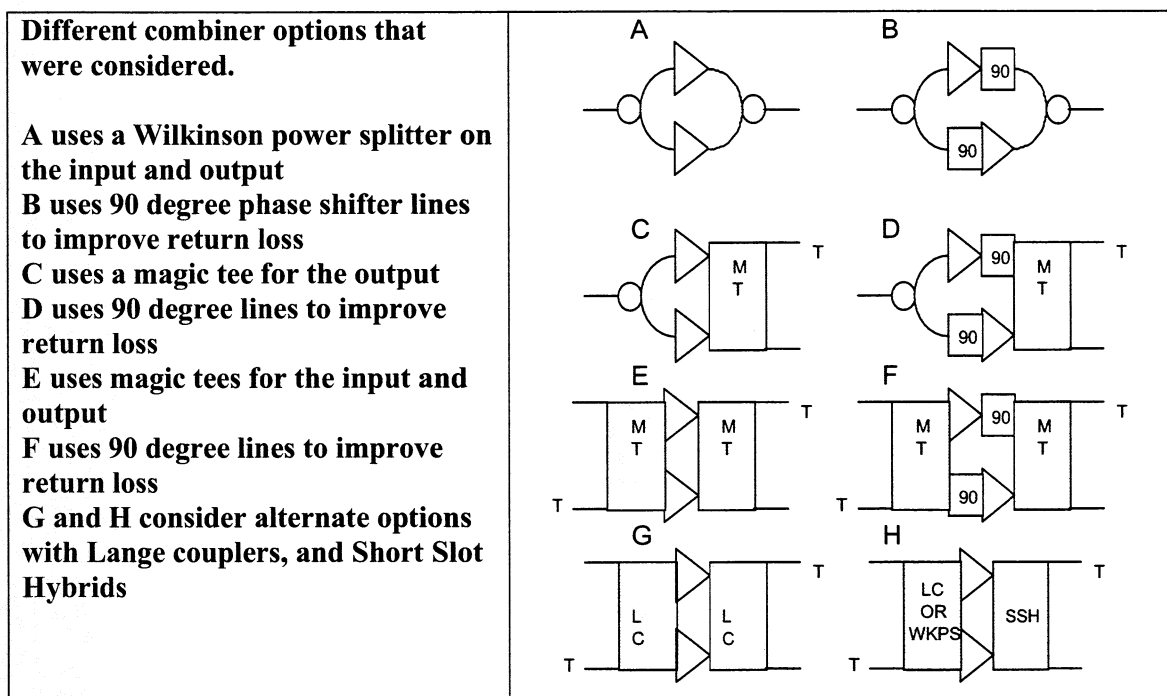 Different combiner options that
were considered.
A uses a Wilkinson power splitter on
the input and output
B uses 90 degree phase shifter lines
to improve return loss
C uses a magic tee for the output
D uses 90 degree lines to improve
return loss
E uses magic tees for the input and
output
F uses 90 degree lines to improve
return loss
G and H consider alternate options
with Lange couplers, and Short Slot
Hybrids
A
B
90
90
C
M
T
T
D
90
90
M
T
T
E
M
T
M
T
T
T
F
M
T
90
90
M
T
T
T
G
L
C
L
C
T
T
H
LC
OR
WKPS
SSH
T
T